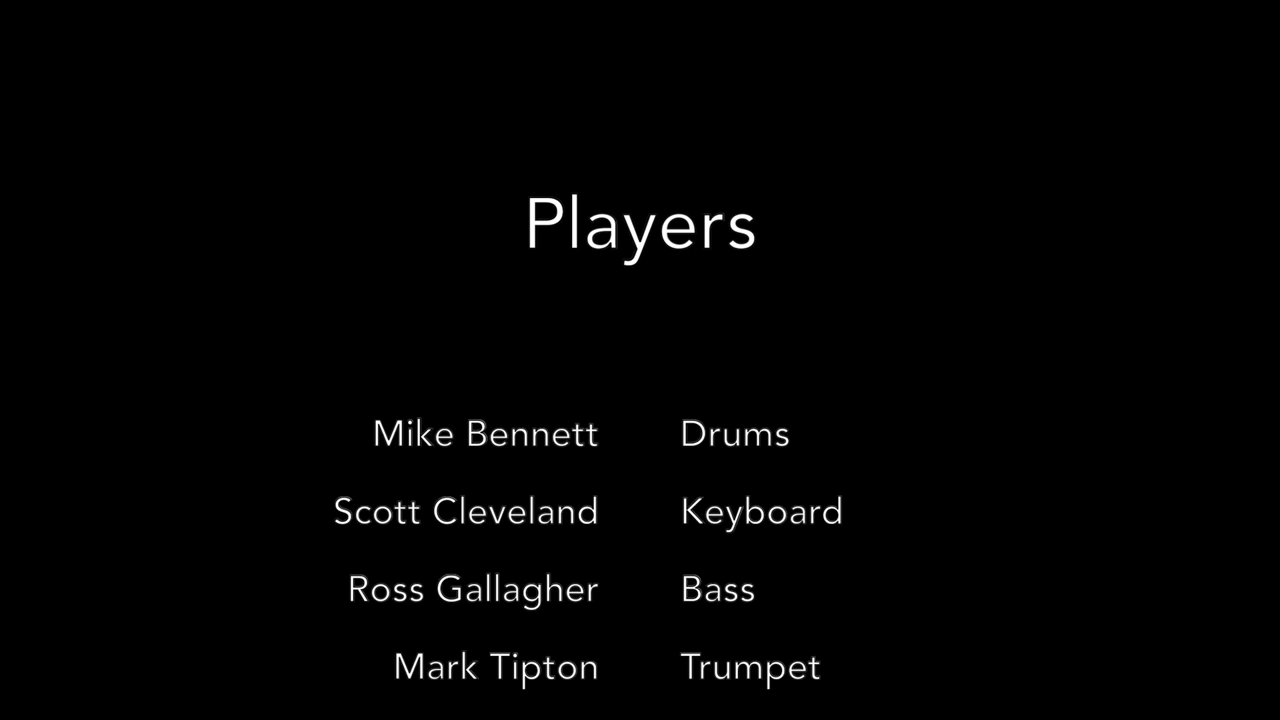 Players
Mike Bennett Drums
Scott Cleveland Keyboard
Ross Gallagher Bass
Mark Tipton Trumpet